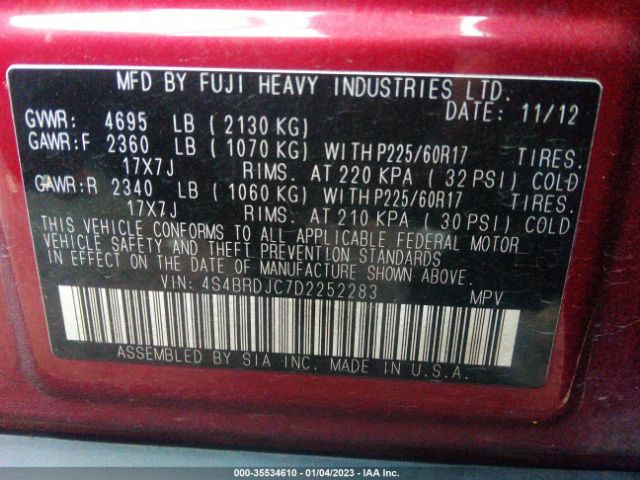 MFD BY FUJI HEAVY INDUSTRIES LTD.
DATE: 11/12
GVWR: 4695 LB ( 2130 KG)
GAWR:F 2360 LB ( 1070 KG) WITH P225/60R17 TIRES.
17X7J RIMS. AT 220 KPA ( 32 PSI) COLD
GAWR:R 2340 LB ( 1060 KG) WITH P225/60R17 TIRES.
17X7J RIMS. AT 210 KPA ( 30 PSI) COLD
THIS VEHICLE CONFORMS TO ALL APPLICABLE FEDERAL MOTOR
VEHICLE SAFETY AND THEFT PREVENTION STANDARDS
IN EFFECT ON THE DATE OF MANUFACTURE SHOWN ABOVE.
VIN: 4S4BRDJC7D2252283 MPV
ASSEMBLED BY SIA INC. MADE IN U.S.A.
000-35534610 - 01/04/2023 - IAA Inc.